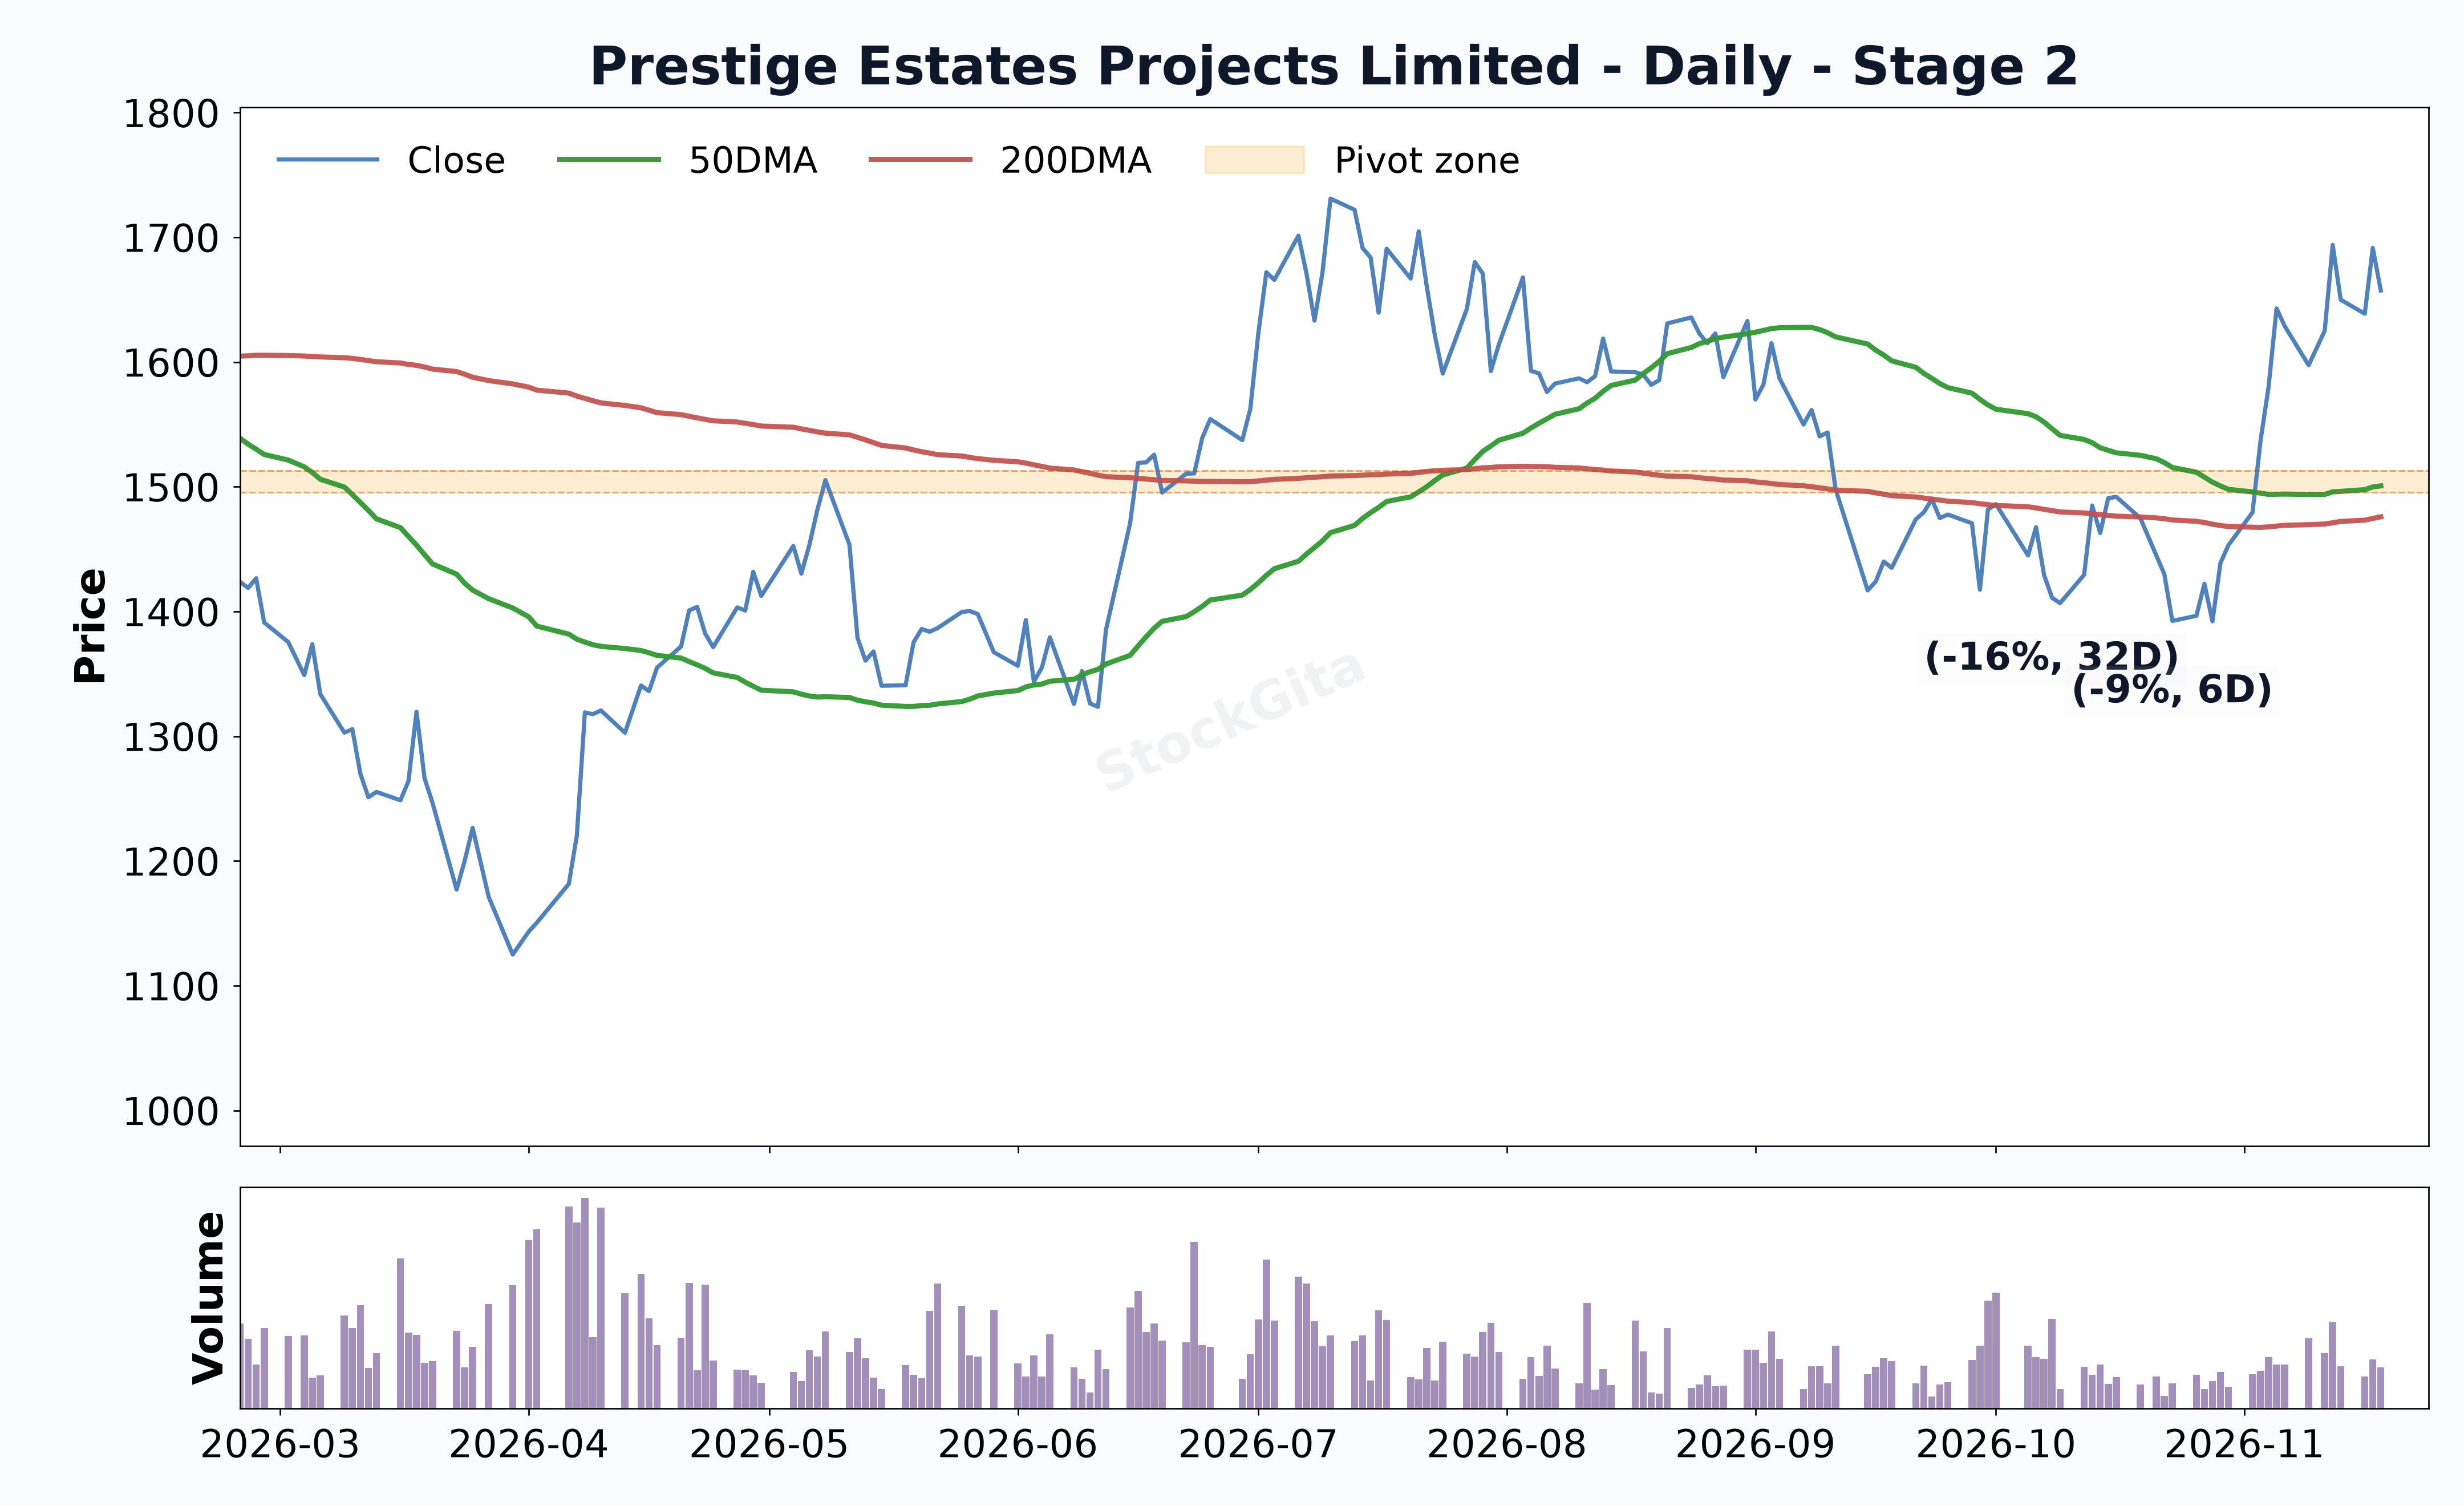 Prestige Estates Projects Limited - Daily - Stage 2
Close 50DMA 200DMA Pivot zone
Price
1800
1700
1600
1500
1400
1300
1200
1100
1000
(-16%, 32D)
(-9%, 6D)
StockGita
Volume
2026-03 2026-04 2026-05 2026-06 2026-07 2026-08 2026-09 2026-10 2026-11